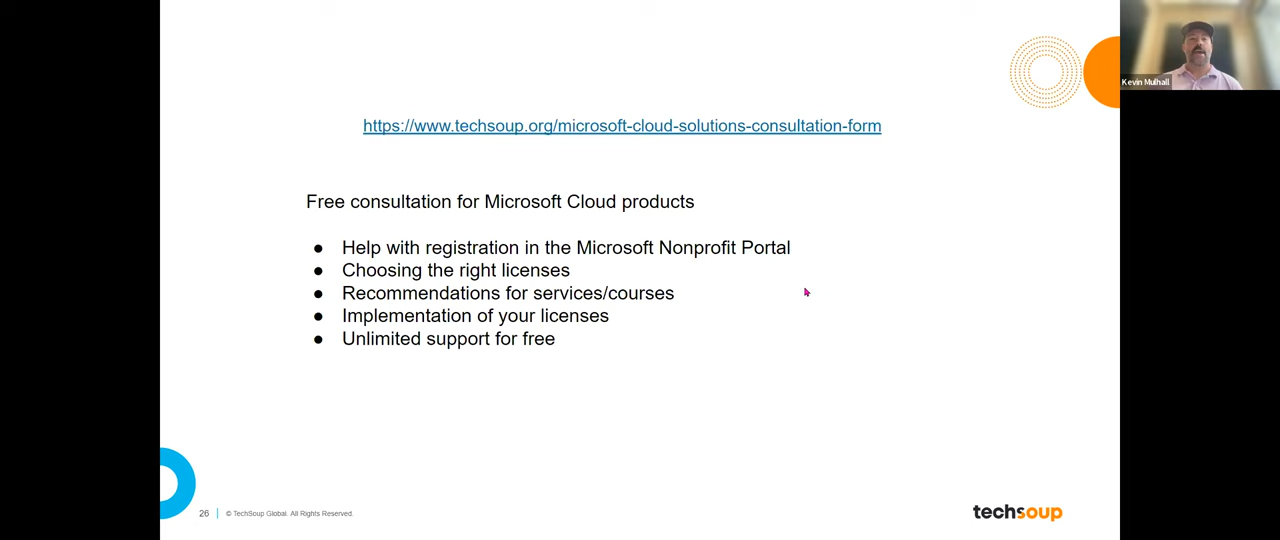 Kevin Mulhall
https://www.techsoup.org/microsoft-cloud-solutions-consultation-form
Free consultation for Microsoft Cloud products
● Help with registration in the Microsoft Nonprofit Portal
● Choosing the right licenses
● Recommendations for services/courses
● Implementation of your licenses
● Unlimited support for free
26 | © TechSoup Global. All Rights Reserved.
techsoup